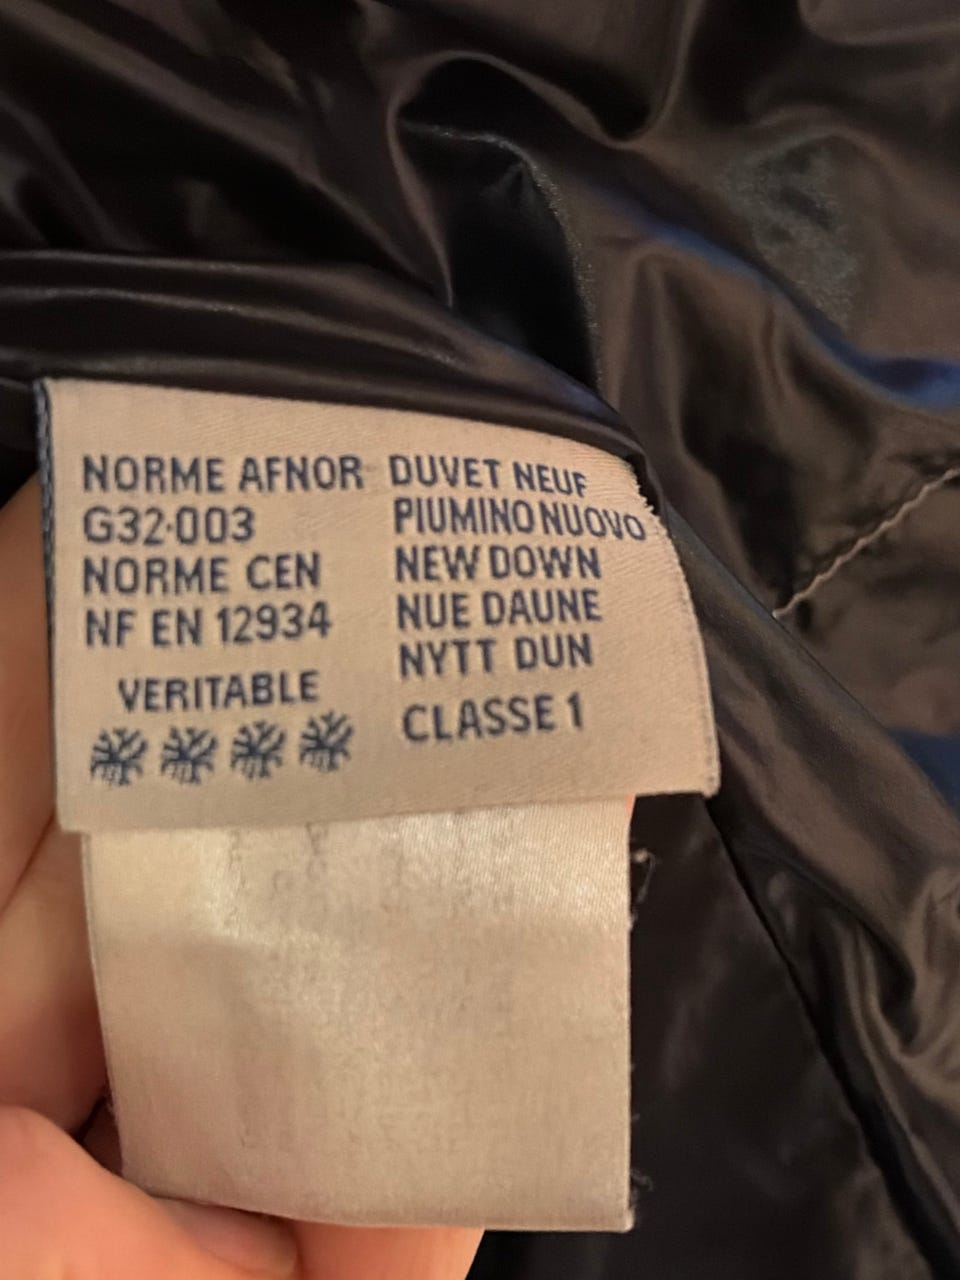 NORME AFNOR
G32-003
NORME CEN
NF EN 12934
VERITABLE
DUVET NEUF
PIUMINO NUOVO
NEW DOWN
NUE DAUNE
NYTT DUN
CLASSE 1